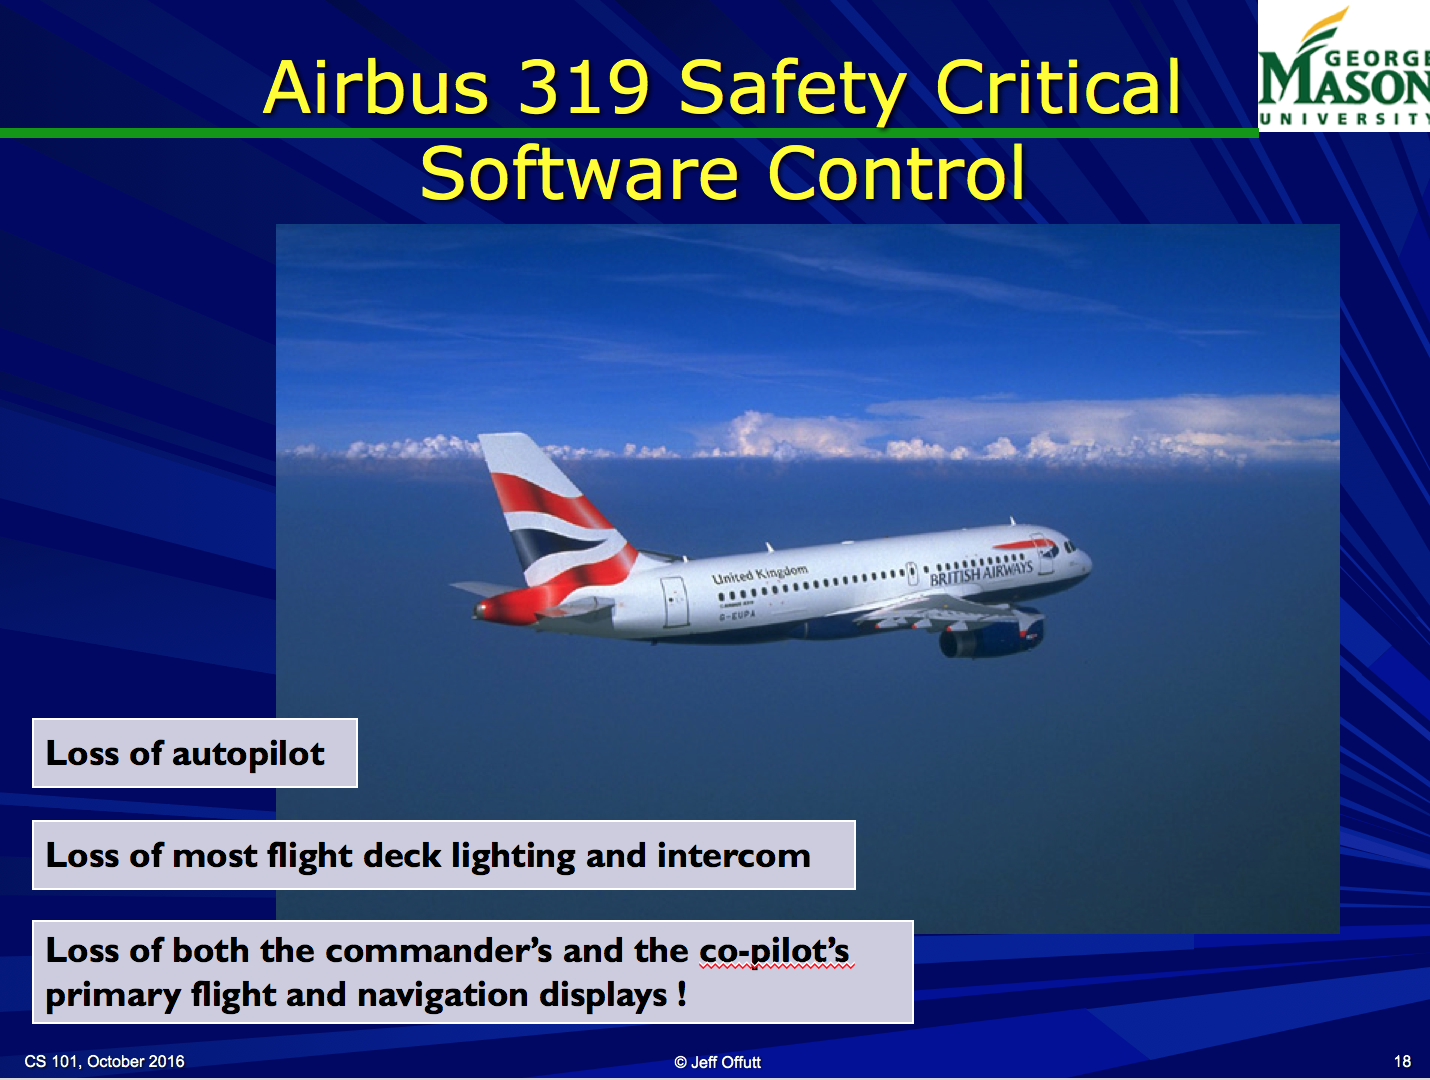 Airbus 319 Safety Critical
Software Control
GEORGE
MASON
UNIVERSITY
United Kingdom
BRITISH AIRWAYS
G-EUPA
Loss of autopilot
Loss of most flight deck lighting and intercom
Loss of both the commander’s and the co-pilot’s
primary flight and navigation displays !
CS 101, October 2016
© Jeff Offutt
18